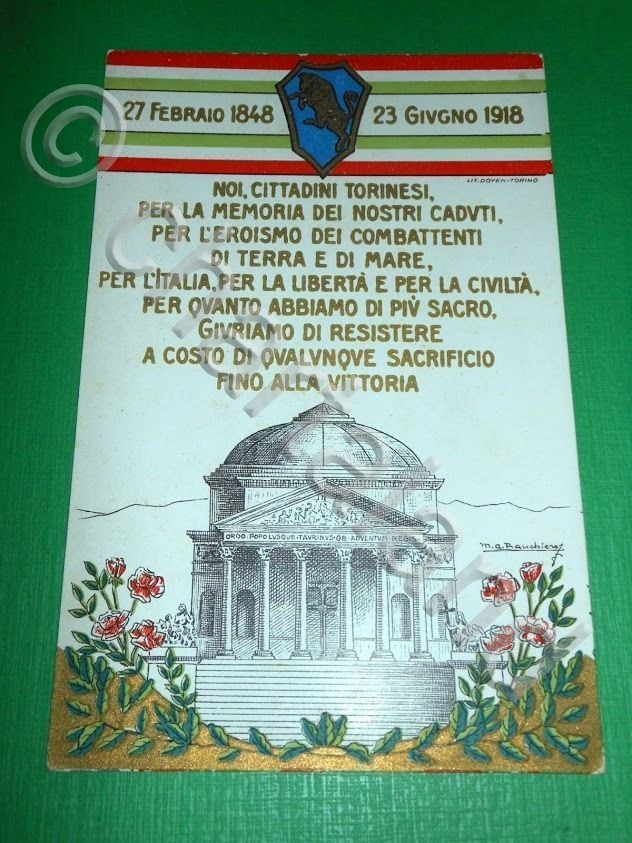 27 FEBRAIO 1848
23 GIVGNO 1918
LIT. DOYEN-TORINO
NOI, CITTADINI TORINESI,
PER LA MEMORIA DEI NOSTRI CADVTI,
PER L'EROISMO DEI COMBATTENTI
DI TERRA E DI MARE,
PER L'ITALIA, PER LA LIBERTÀ E PER LA CIVILTÀ,
PER QVANTO ABBIAMO DI PIÙ SACRO,
GIVRIAMO DI RESISTERE
A COSTO DI QVALVNQVE SACRIFICIO
FINO ALLA VITTORIA
ORDO·POPVLVSQVE·TAVRINVS·OB·ADVENTVM·REGIS
©